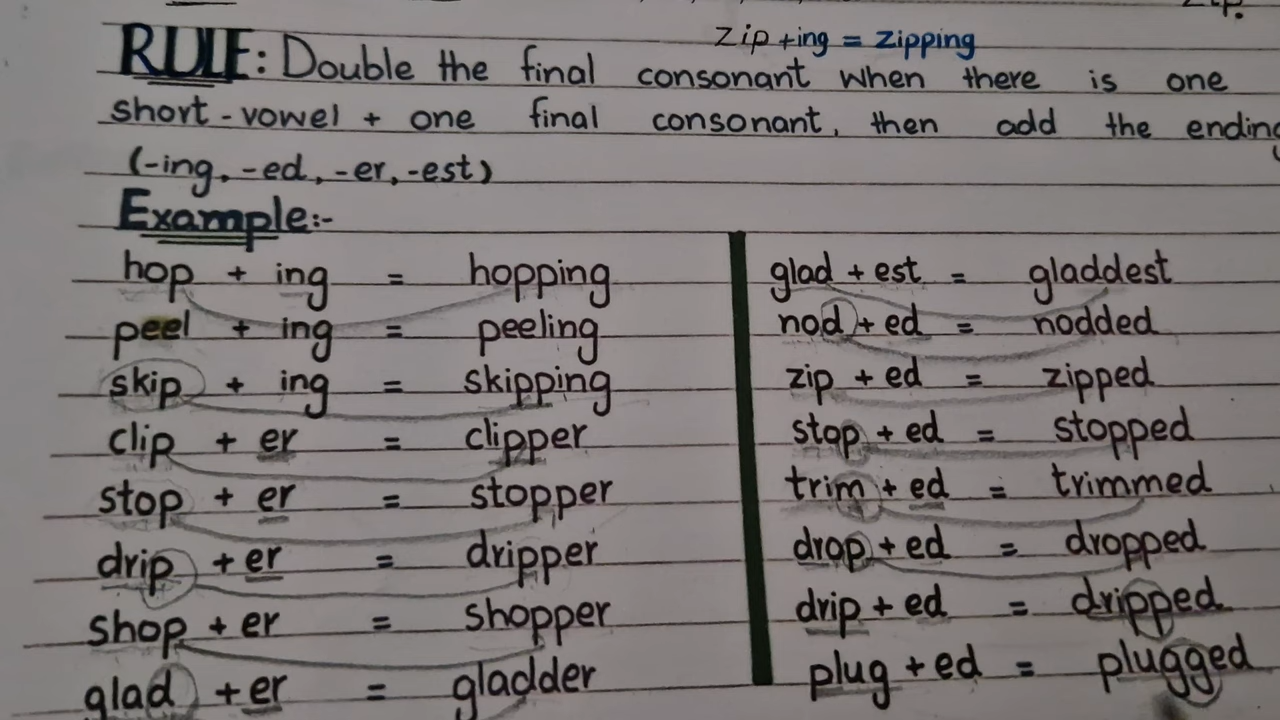 zip.
zip + ing = zipping
RULE: Double the final consonant when there is one
short-vowel + one final consonant, then add the ending
(-ing, -ed, -er, -est)
Example:-
hop + ing = hopping
peel + ing = peeling
skip + ing = skipping
clip + er = clipper
stop + er = stopper
drip + er = dripper
shop + er = shopper
glad + er = gladder
glad + est = gladdest
nod + ed = nodded
zip + ed = zipped
stop + ed = stopped
trim + ed = trimmed
drop + ed = dropped
drip + ed = dripped
plug + ed = plugged